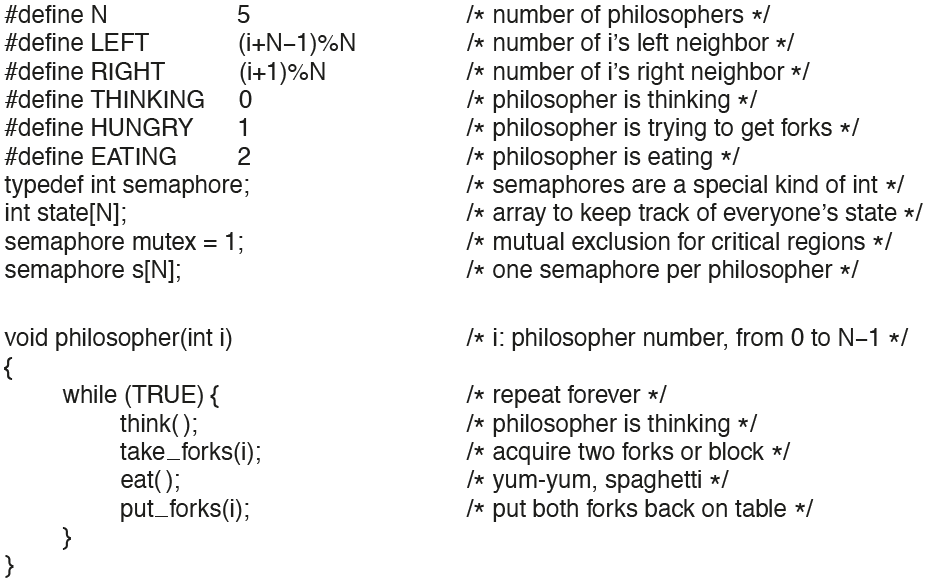 #define N 5 /* number of philosophers */
#define LEFT (i+N−1)%N /* number of i’s left neighbor */
#define RIGHT (i+1)%N /* number of i’s right neighbor */
#define THINKING 0 /* philosopher is thinking */
#define HUNGRY 1 /* philosopher is trying to get forks */
#define EATING 2 /* philosopher is eating */
typedef int semaphore; /* semaphores are a special kind of int */
int state[N]; /* array to keep track of everyone’s state */
semaphore mutex = 1; /* mutual exclusion for critical regions */
semaphore s[N]; /* one semaphore per philosopher */
void philosopher(int i) /* i: philosopher number, from 0 to N−1 */
{
while (TRUE) { /* repeat forever */
think( ); /* philosopher is thinking */
take_forks(i); /* acquire two forks or block */
eat( ); /* yum-yum, spaghetti */
put_forks(i); /* put both forks back on table */
}
}